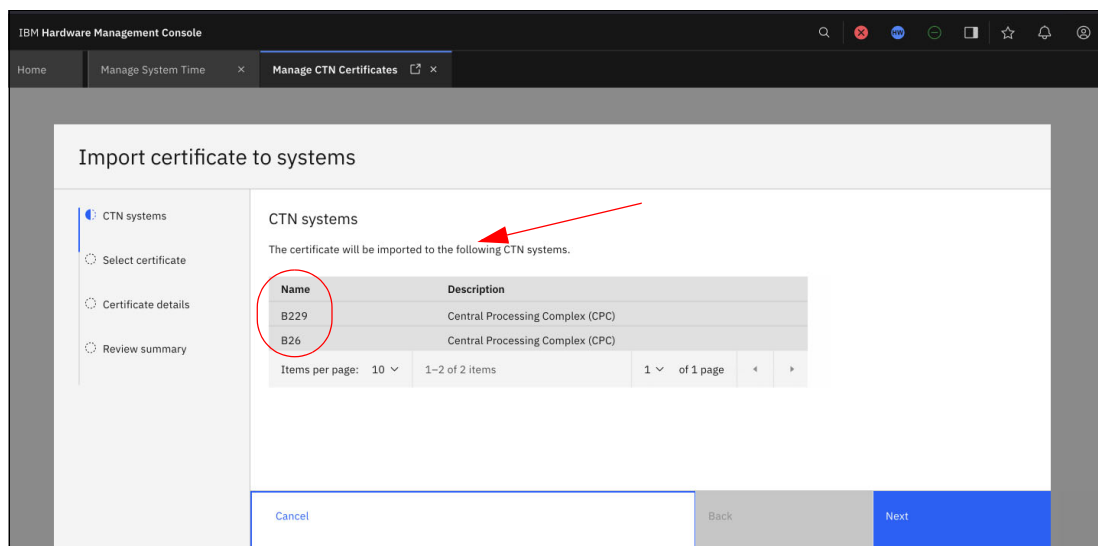 IBM Hardware Management Console
HW
Home
Manage System Time
Manage CTN Certificates
Import certificate to systems
CTN systems
Select certificate
Certificate details
Review summary
CTN systems
The certificate will be imported to the following CTN systems.
Name Description
B229 Central Processing Complex (CPC)
B26 Central Processing Complex (CPC)
Items per page: 10 1–2 of 2 items 1 of 1 page
Cancel Back Next